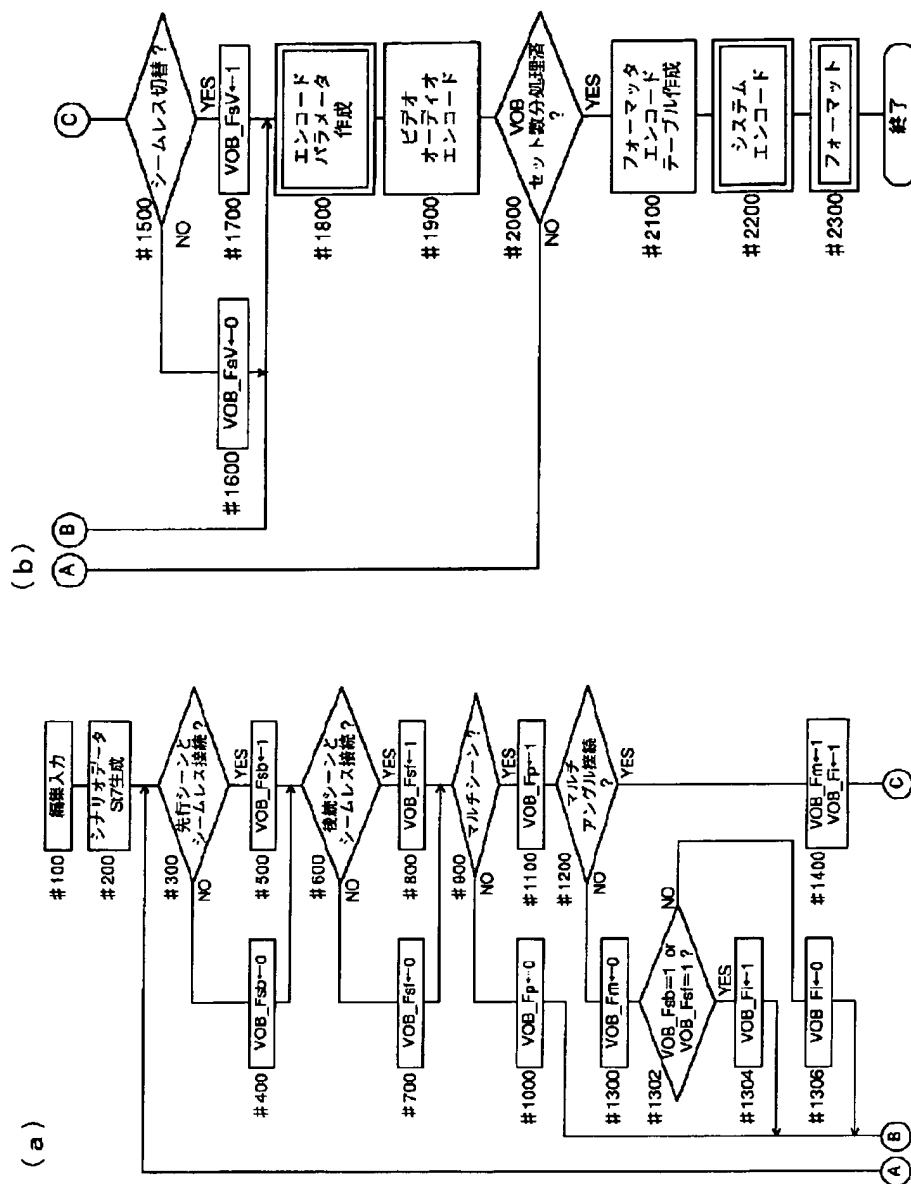 (a)
#100
編集入力
#200
シナリオデータ
St7生成
#300
先行シーンと
シームレス接続?
NO
YES
#400
VOB_Fsb←0
#500
VOB_Fsb←1
#600
後続シーンと
シームレス接続?
NO
YES
#700
VOB_Fsf←0
#800
VOB_Fsf←1
#900
マルチシーン?
NO
YES
#1000
VOB_Fp←0
#1100
VOB_Fp←1
#1200
マルチ
アングル接続
?
NO
YES
#1300
VOB_Fm←0
#1302
VOB_Fsb=1 or
VOB_Fsf=1?
NO
YES
#1304
VOB_Fi←1
#1306
VOB_Fi←0
#1400
VOB_Fm←1
VOB_Fi←1
A
B
C
(b)
A
B
C
#1500
シームレス切替?
NO
YES
#1600
VOB_FsV←0
#1700
VOB_FsV←1
#1800
エンコード
パラメータ
作成
#1900
ビデオ
オーディオ
エンコード
#2000
VOB
セット数分処理済
?
NO
YES
#2100
フォーマッタ
エンコード
テーブル作成
#2200
システム
エンコード
#2300
フォーマット
終了